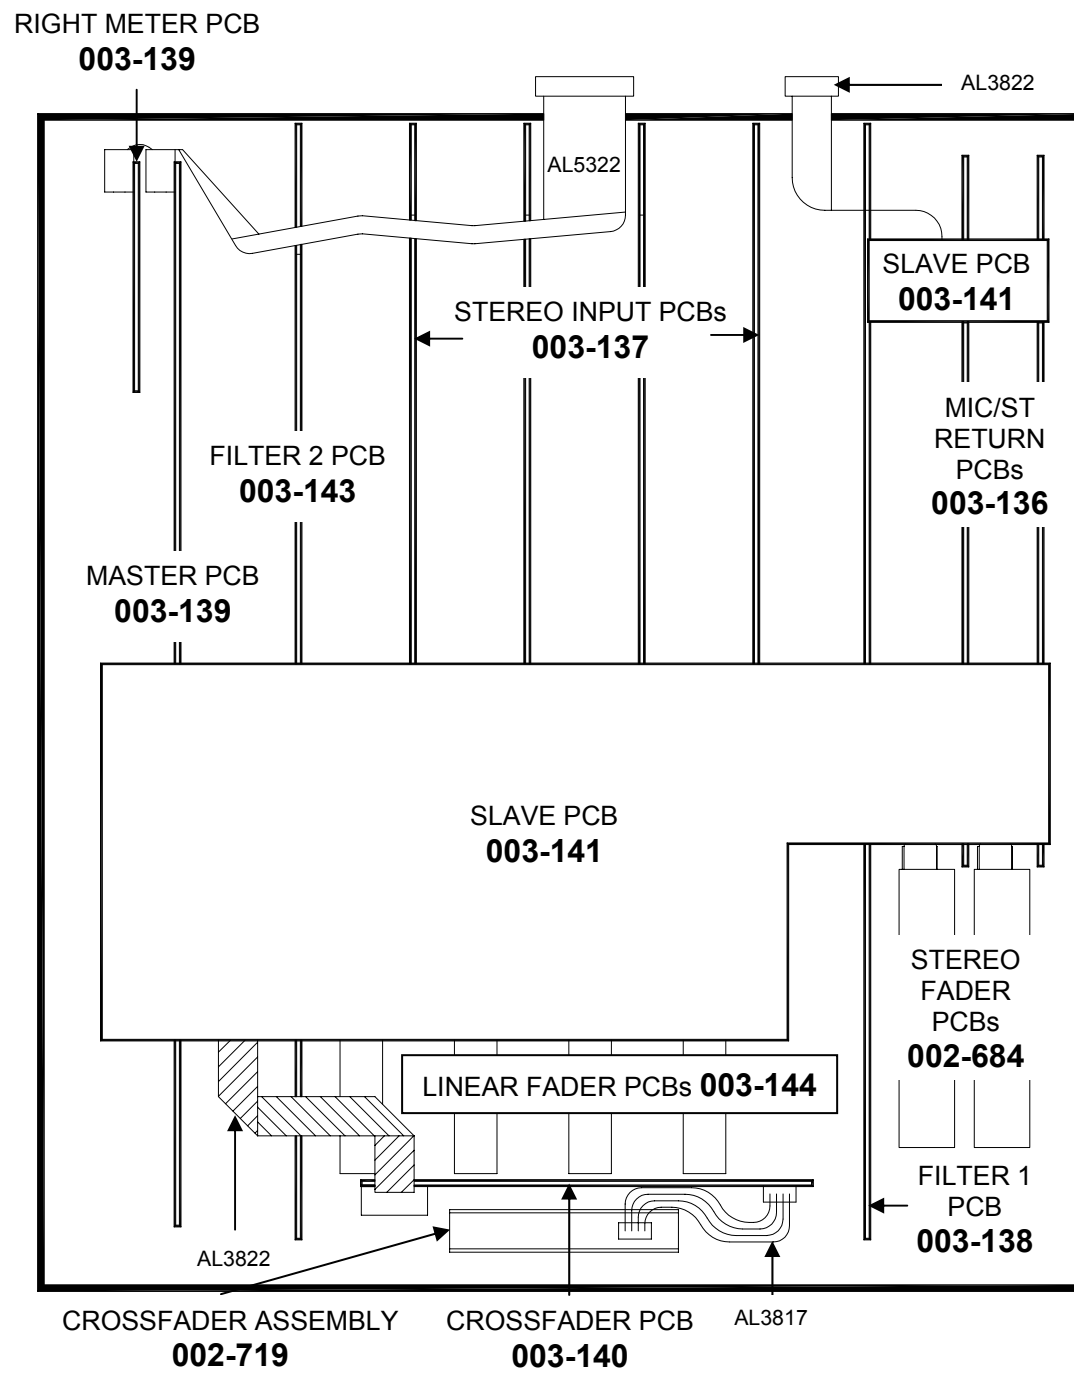 RIGHT METER PCB
003-139
AL3822
AL5322
SLAVE PCB
003-141
STEREO INPUT PCBs
003-137
MIC/ST
RETURN
PCBs
003-136
FILTER 2 PCB
003-143
MASTER PCB
003-139
SLAVE PCB
003-141
STEREO
FADER
PCBs
002-684
LINEAR FADER PCBs 003-144
FILTER 1
PCB
003-138
AL3822
CROSSFADER ASSEMBLY
002-719
CROSSFADER PCB
003-140
AL3817